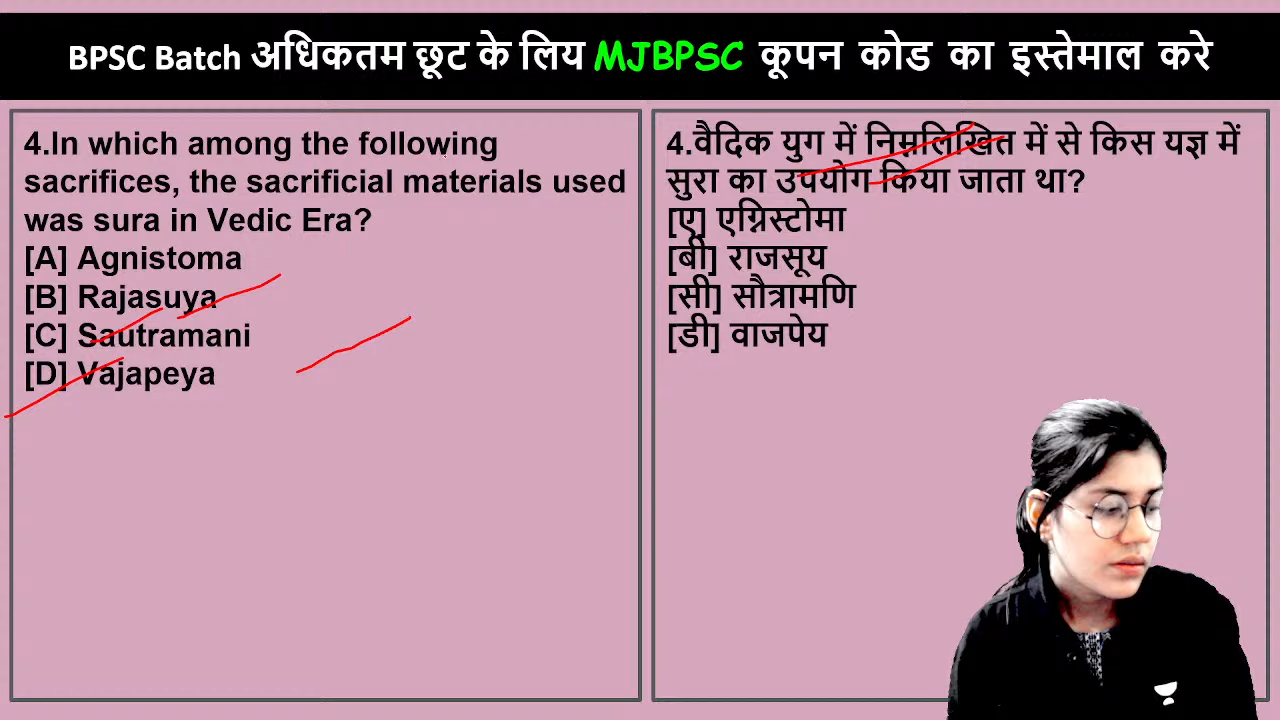 BPSC Batch अधिकतम छूट के लिय MJBPSC कूपन कोड का इस्तेमाल करे
4.In which among the following
sacrifices, the sacrificial materials used
was sura in Vedic Era?
[A] Agnistoma
[B] Rajasuya
[C] Sautramani
[D] Vajapeya
4.वैदिक युग में निम्नलिखित में से किस यज्ञ में
सुरा का उपयोग किया जाता था?
[ए] एग्निस्टोमा
[बी] राजसूय
[सी] सौत्रामणि
[डी] वाजपेय